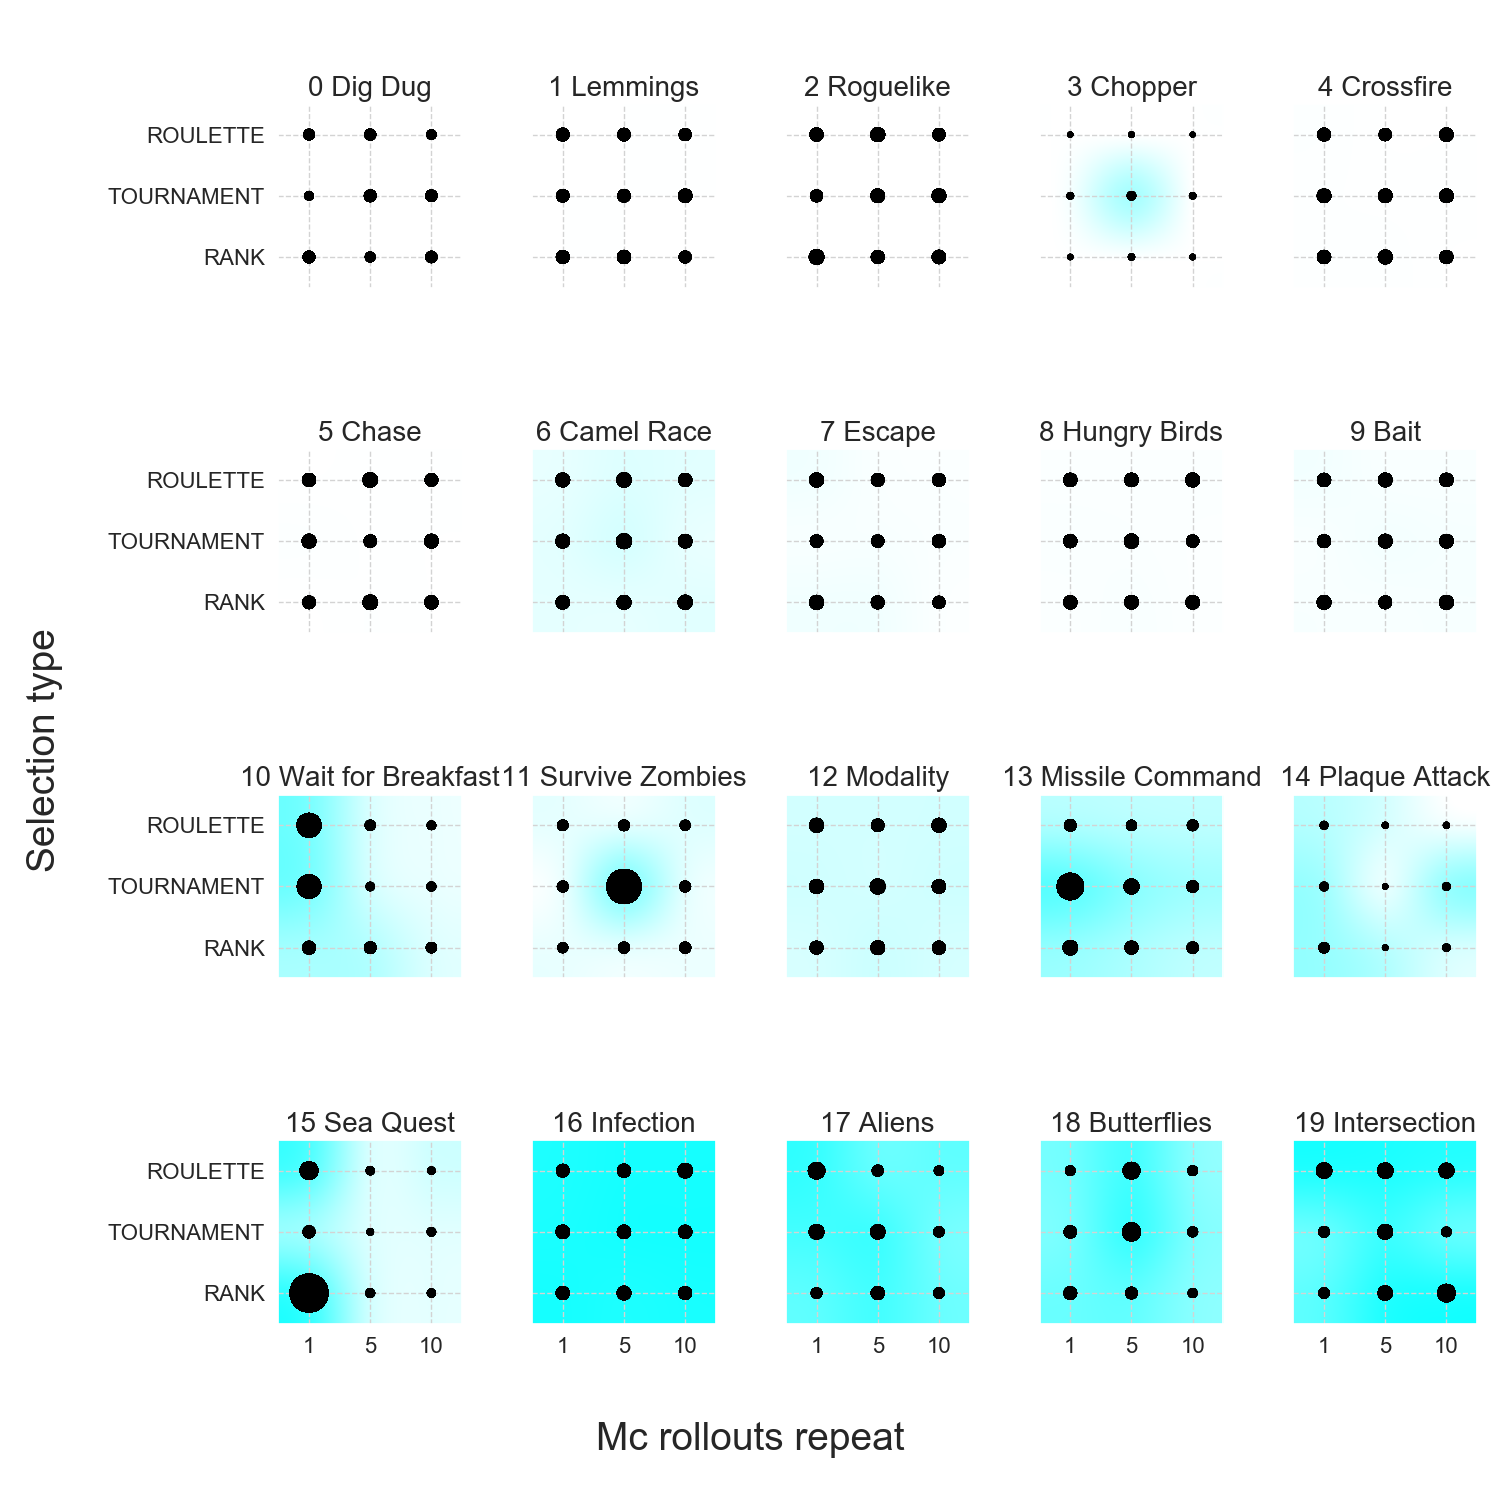 0 Dig Dug 1 Lemmings 2 Roguelike 3 Chopper 4 Crossfire
ROULETTE
TOURNAMENT
RANK
5 Chase 6 Camel Race 7 Escape 8 Hungry Birds 9 Bait
ROULETTE
TOURNAMENT
RANK
Selection type
10 Wait for Breakfast 11 Survive Zombies 12 Modality 13 Missile Command 14 Plaque Attack
ROULETTE
TOURNAMENT
RANK
15 Sea Quest 16 Infection 17 Aliens 18 Butterflies 19 Intersection
ROULETTE
TOURNAMENT
RANK
1 5 10 1 5 10 1 5 10 1 5 10 1 5 10
Mc rollouts repeat